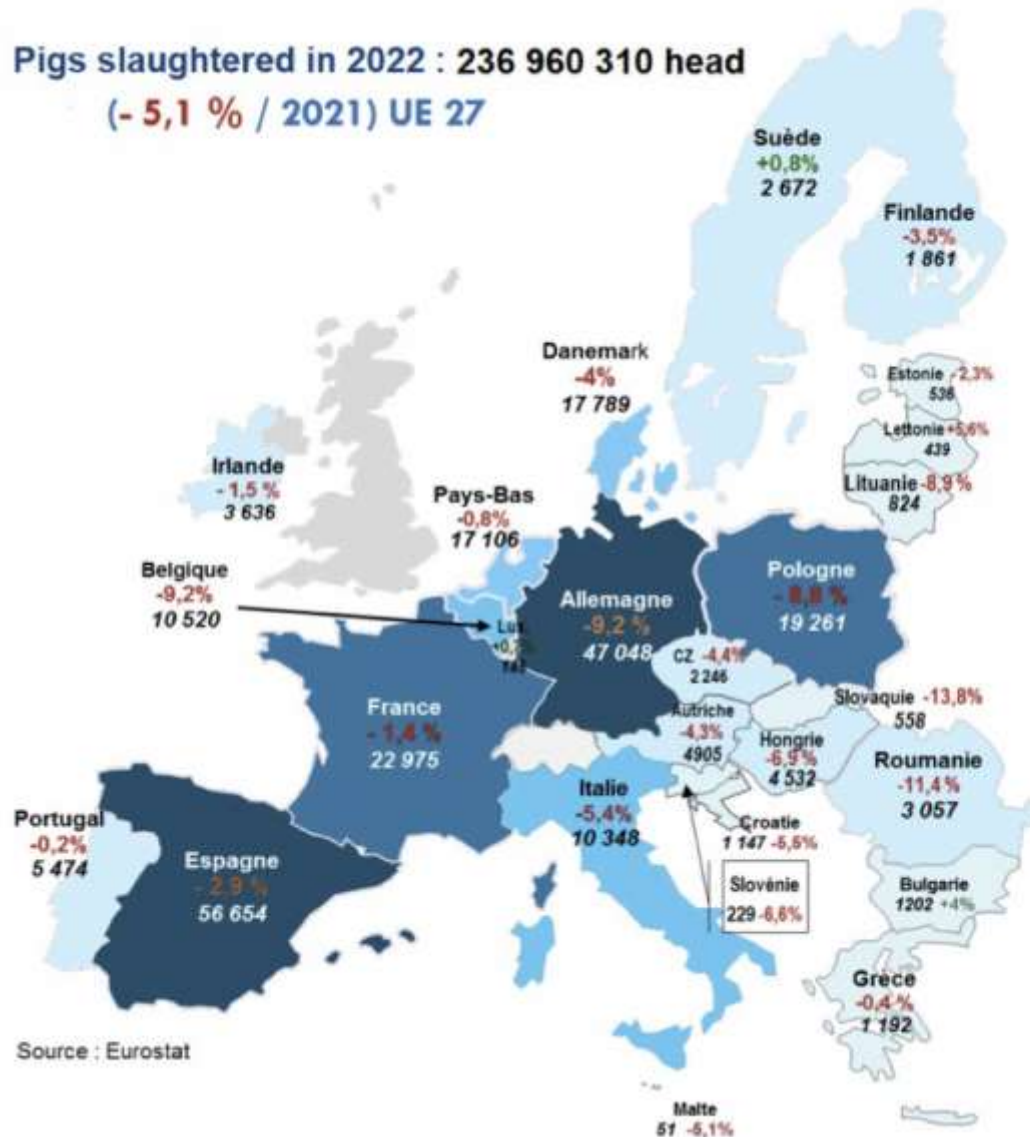 Pigs slaughtered in 2022 : 236 960 310 head
(- 5,1 % / 2021) UE 27
Suède
+0,8%
2 672
Finlande
-3,5%
1 861
Danemark
-4%
17 789
Estonie - 2,3%
536
Lettonie +5,6%
439
Lituanie -8,9 %
824
Irlande
- 1,5 %
3 636
Pays-Bas
-0,8%
17 106
Belgique
-9,2%
10 520
Lux
Allemagne
-9,2 %
47 048
Pologne
- 8,8 %
19 261
CZ -4,4%
2 246
Slovaquie -13,8%
558
Autriche
-4,3%
4905
Hongrie
-6,9 %
4 532
Roumanie
-11,4 %
3 057
France
- 1,4 %
22 975
Italie
-5,4%
10 348
Croatie
1 147 -5,5%
Slovénie
229 -6,6%
Bulgarie
1202 +4%
Portugal
-0,2%
5 474
Espagne
- 2,9 %
56 654
Grèce
-0,4 %
1 192
Source : Eurostat
Malte
51 -5,1%